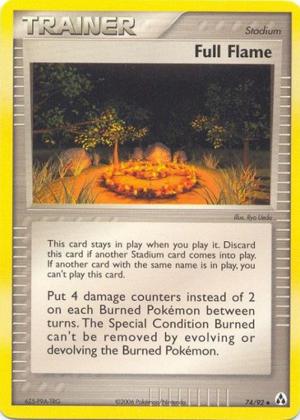 TRAINER
Stadium
Full Flame
Illus. Ryo Ueda
This card stays in play when you play it. Discard
this card if another Stadium card comes into play.
If another card with the same name is in play, you
can't play this card.
Put 4 damage counters instead of 2
on each Burned Pokémon between
turns. The Special Condition Burned
can't be removed by evolving or
devolving the Burned Pokémon.
©2006 Pokémon/Nintendo
74/92